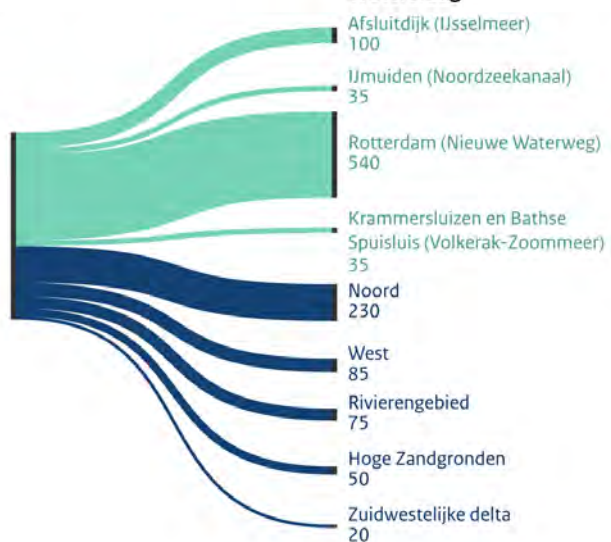 Afsluitdijk (IJsselmeer)
100
IJmuiden (Noordzeekanaal)
35
Rotterdam (Nieuwe Waterweg)
540
Krammersluizen en Bathse
Spuisluis (Volkerak-Zoommeer)
35
Noord
230
West
85
Rivierengebied
75
Hoge Zandgronden
50
Zuidwestelijke delta
20